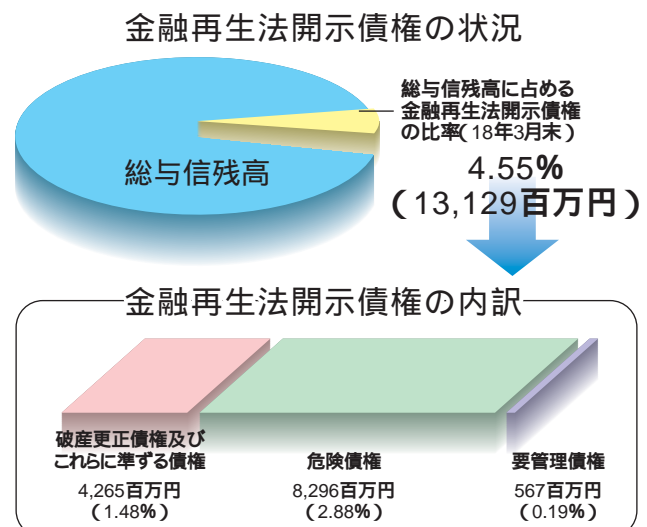 金融再生法開示債権の状況
総与信残高に占める
金融再生法開示債権
の比率(18年3月末)
総与信残高
4.55%
(13,129百万円)
金融再生法開示債権の内訳
破産更正債権及び
これらに準ずる債権
4,265百万円
(1.48%)
危険債権
8,296百万円
(2.88%)
要管理債権
567百万円
(0.19%)